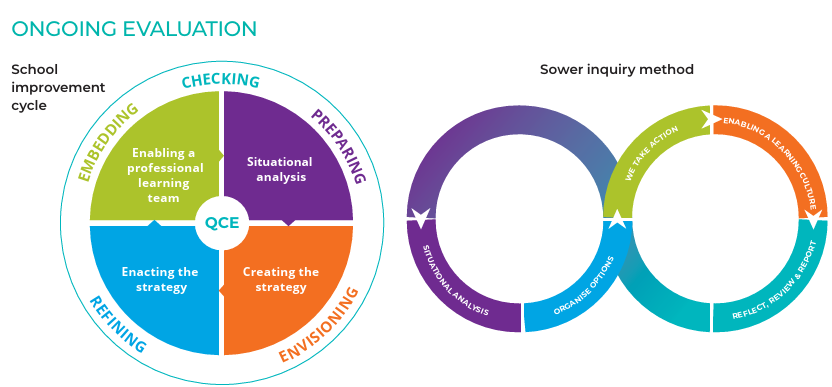 ONGOING EVALUATION
School
improvement
cycle
CHECKING
EMBEDDING
PREPARING
Enabling a
professional
learning
team
Situational
analysis
QCE
Enacting the
strategy
Creating the
strategy
REFINING
ENVISIONING
Sower inquiry method
WE TAKE ACTION
ENABLING A LEARNING CULTURE
SITUATIONAL ANALYSIS
ORGANISE OPTIONS
REFLECT, REVIEW & REPORT